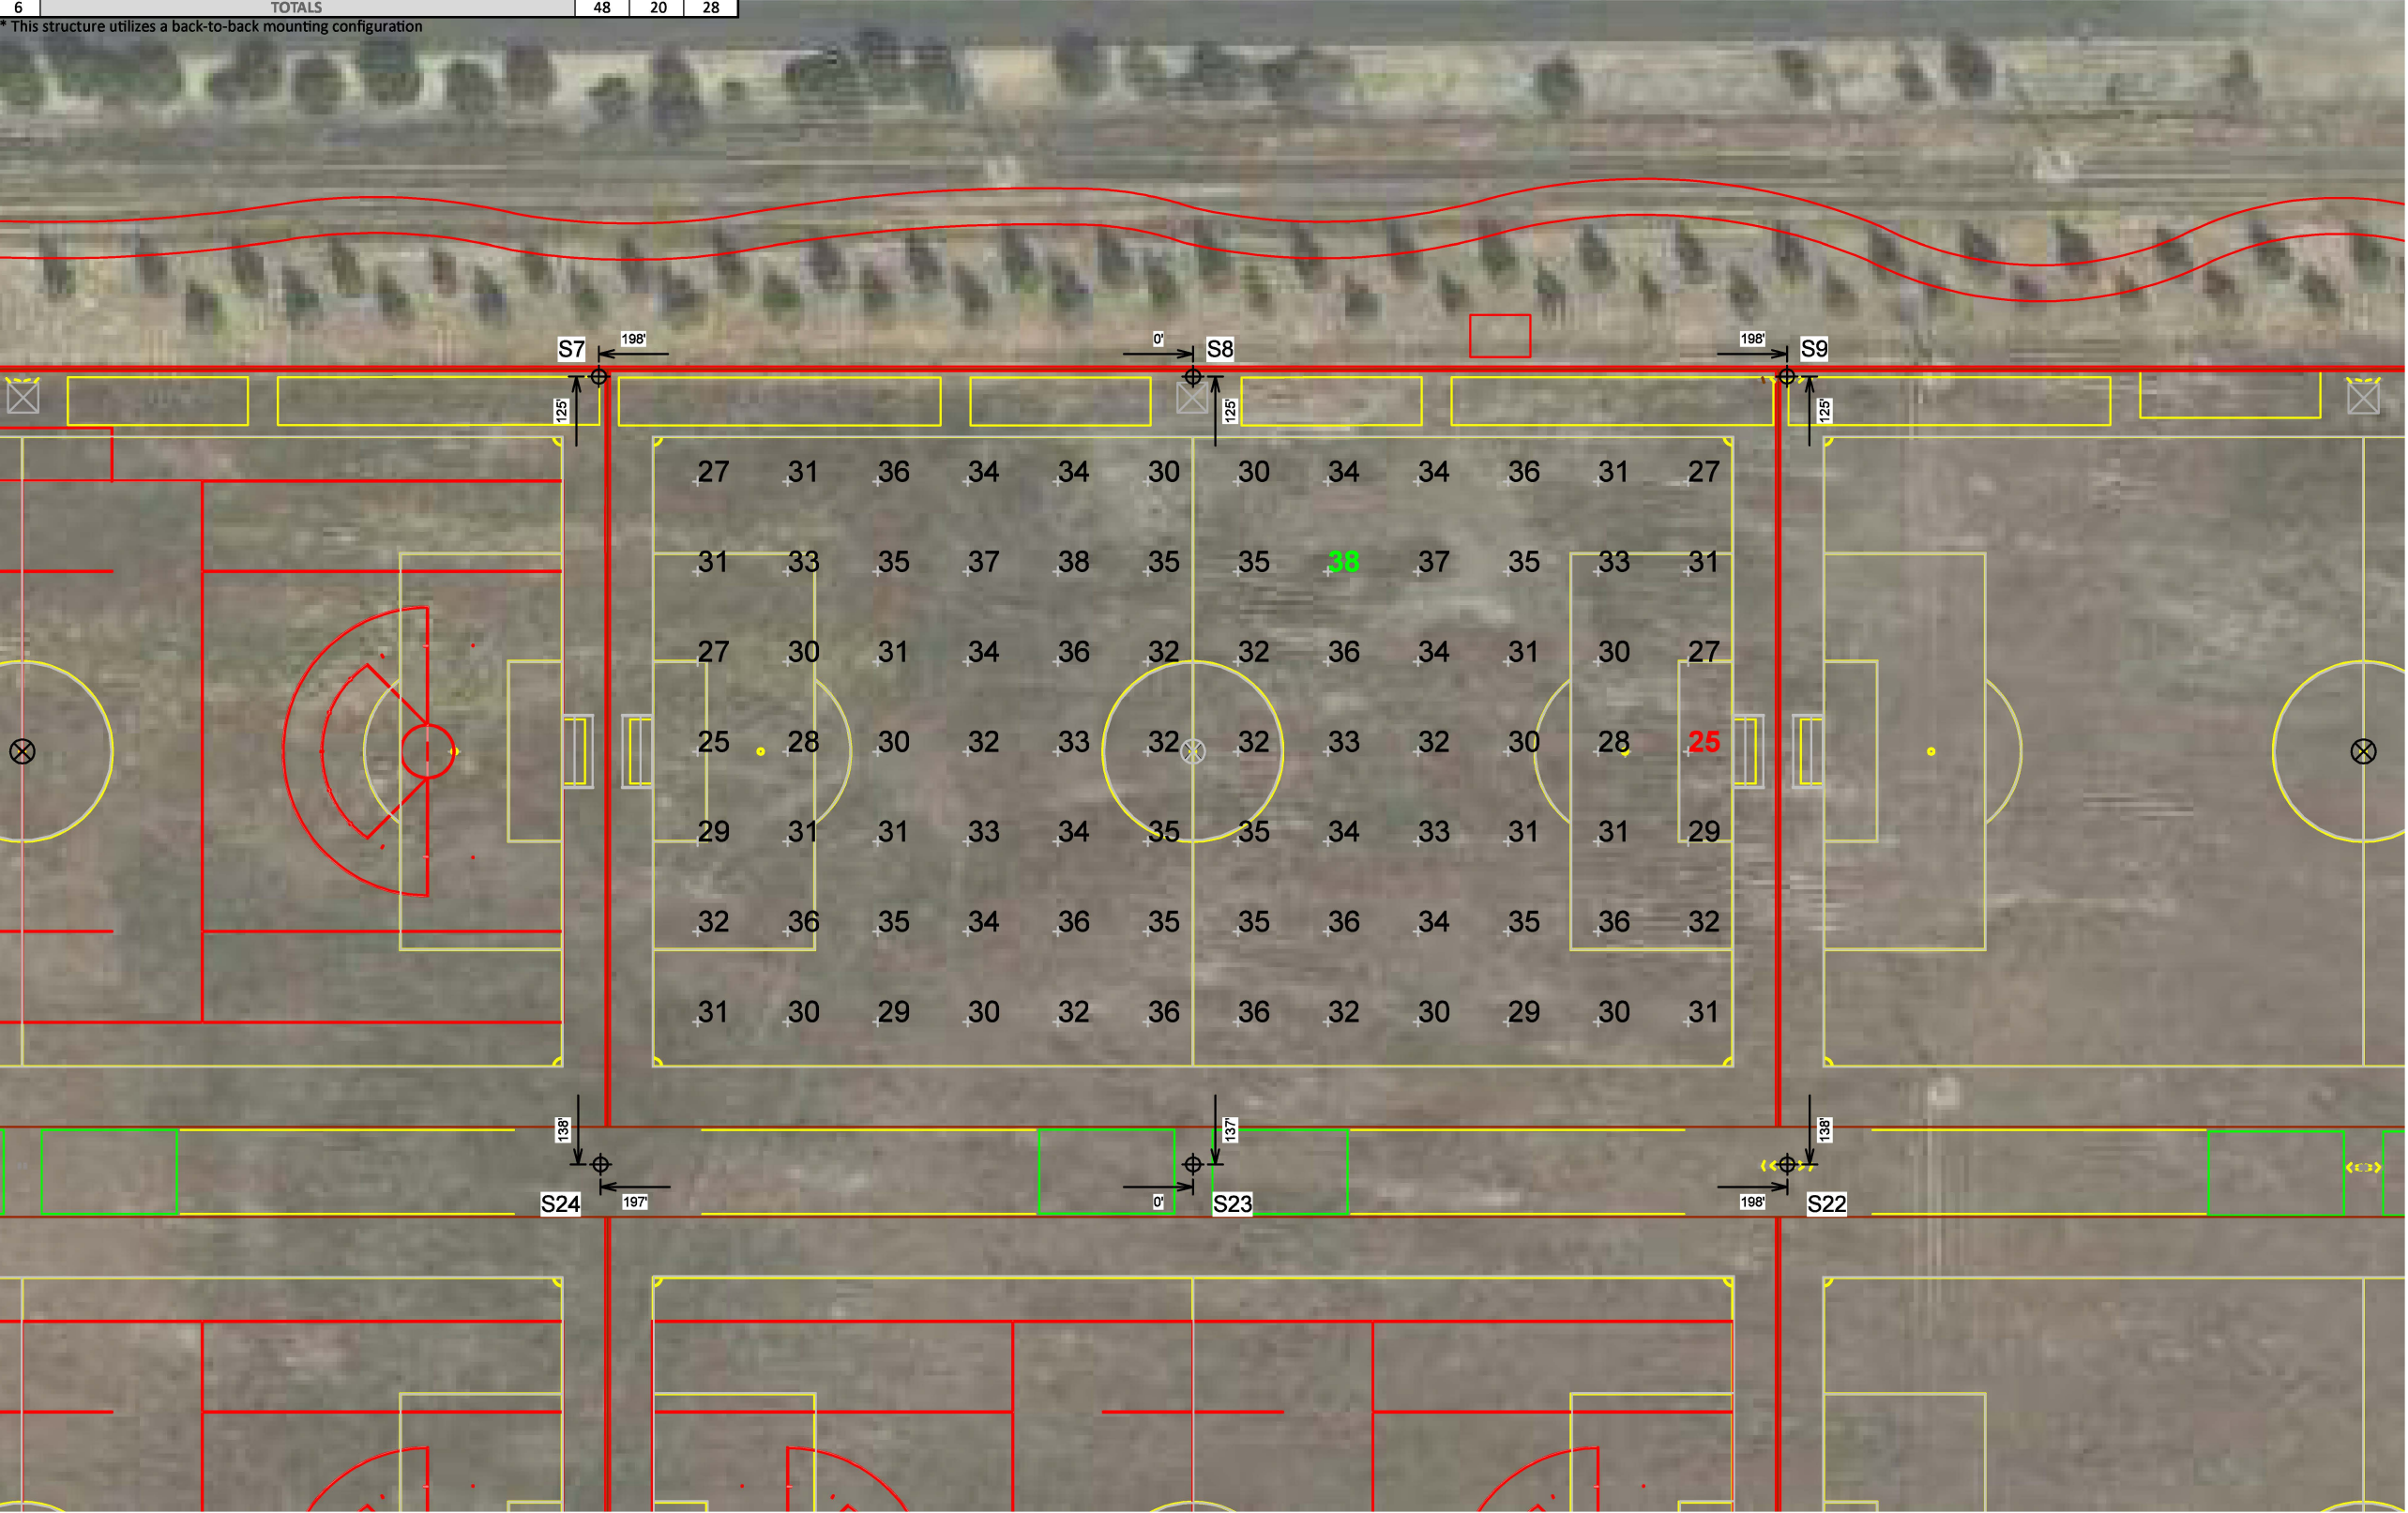 6 TOTALS 48 20 28
* This structure utilizes a back-to-back mounting configuration
S7 198' 0' S8 198' S9
125' 125' 125'
27 31 36 34 34 30 30 34 34 36 31 27
31 33 35 37 38 35 35 38 37 35 33 31
27 30 31 34 36 32 32 36 34 31 30 27
25 28 30 32 33 32 32 33 32 30 28 25
29 31 31 33 34 35 35 34 33 31 31 29
32 36 35 34 36 35 35 36 34 35 36 32
31 30 29 30 32 36 36 32 30 29 30 31
138' 137' 138'
S24 197' 0' S23 198' S22